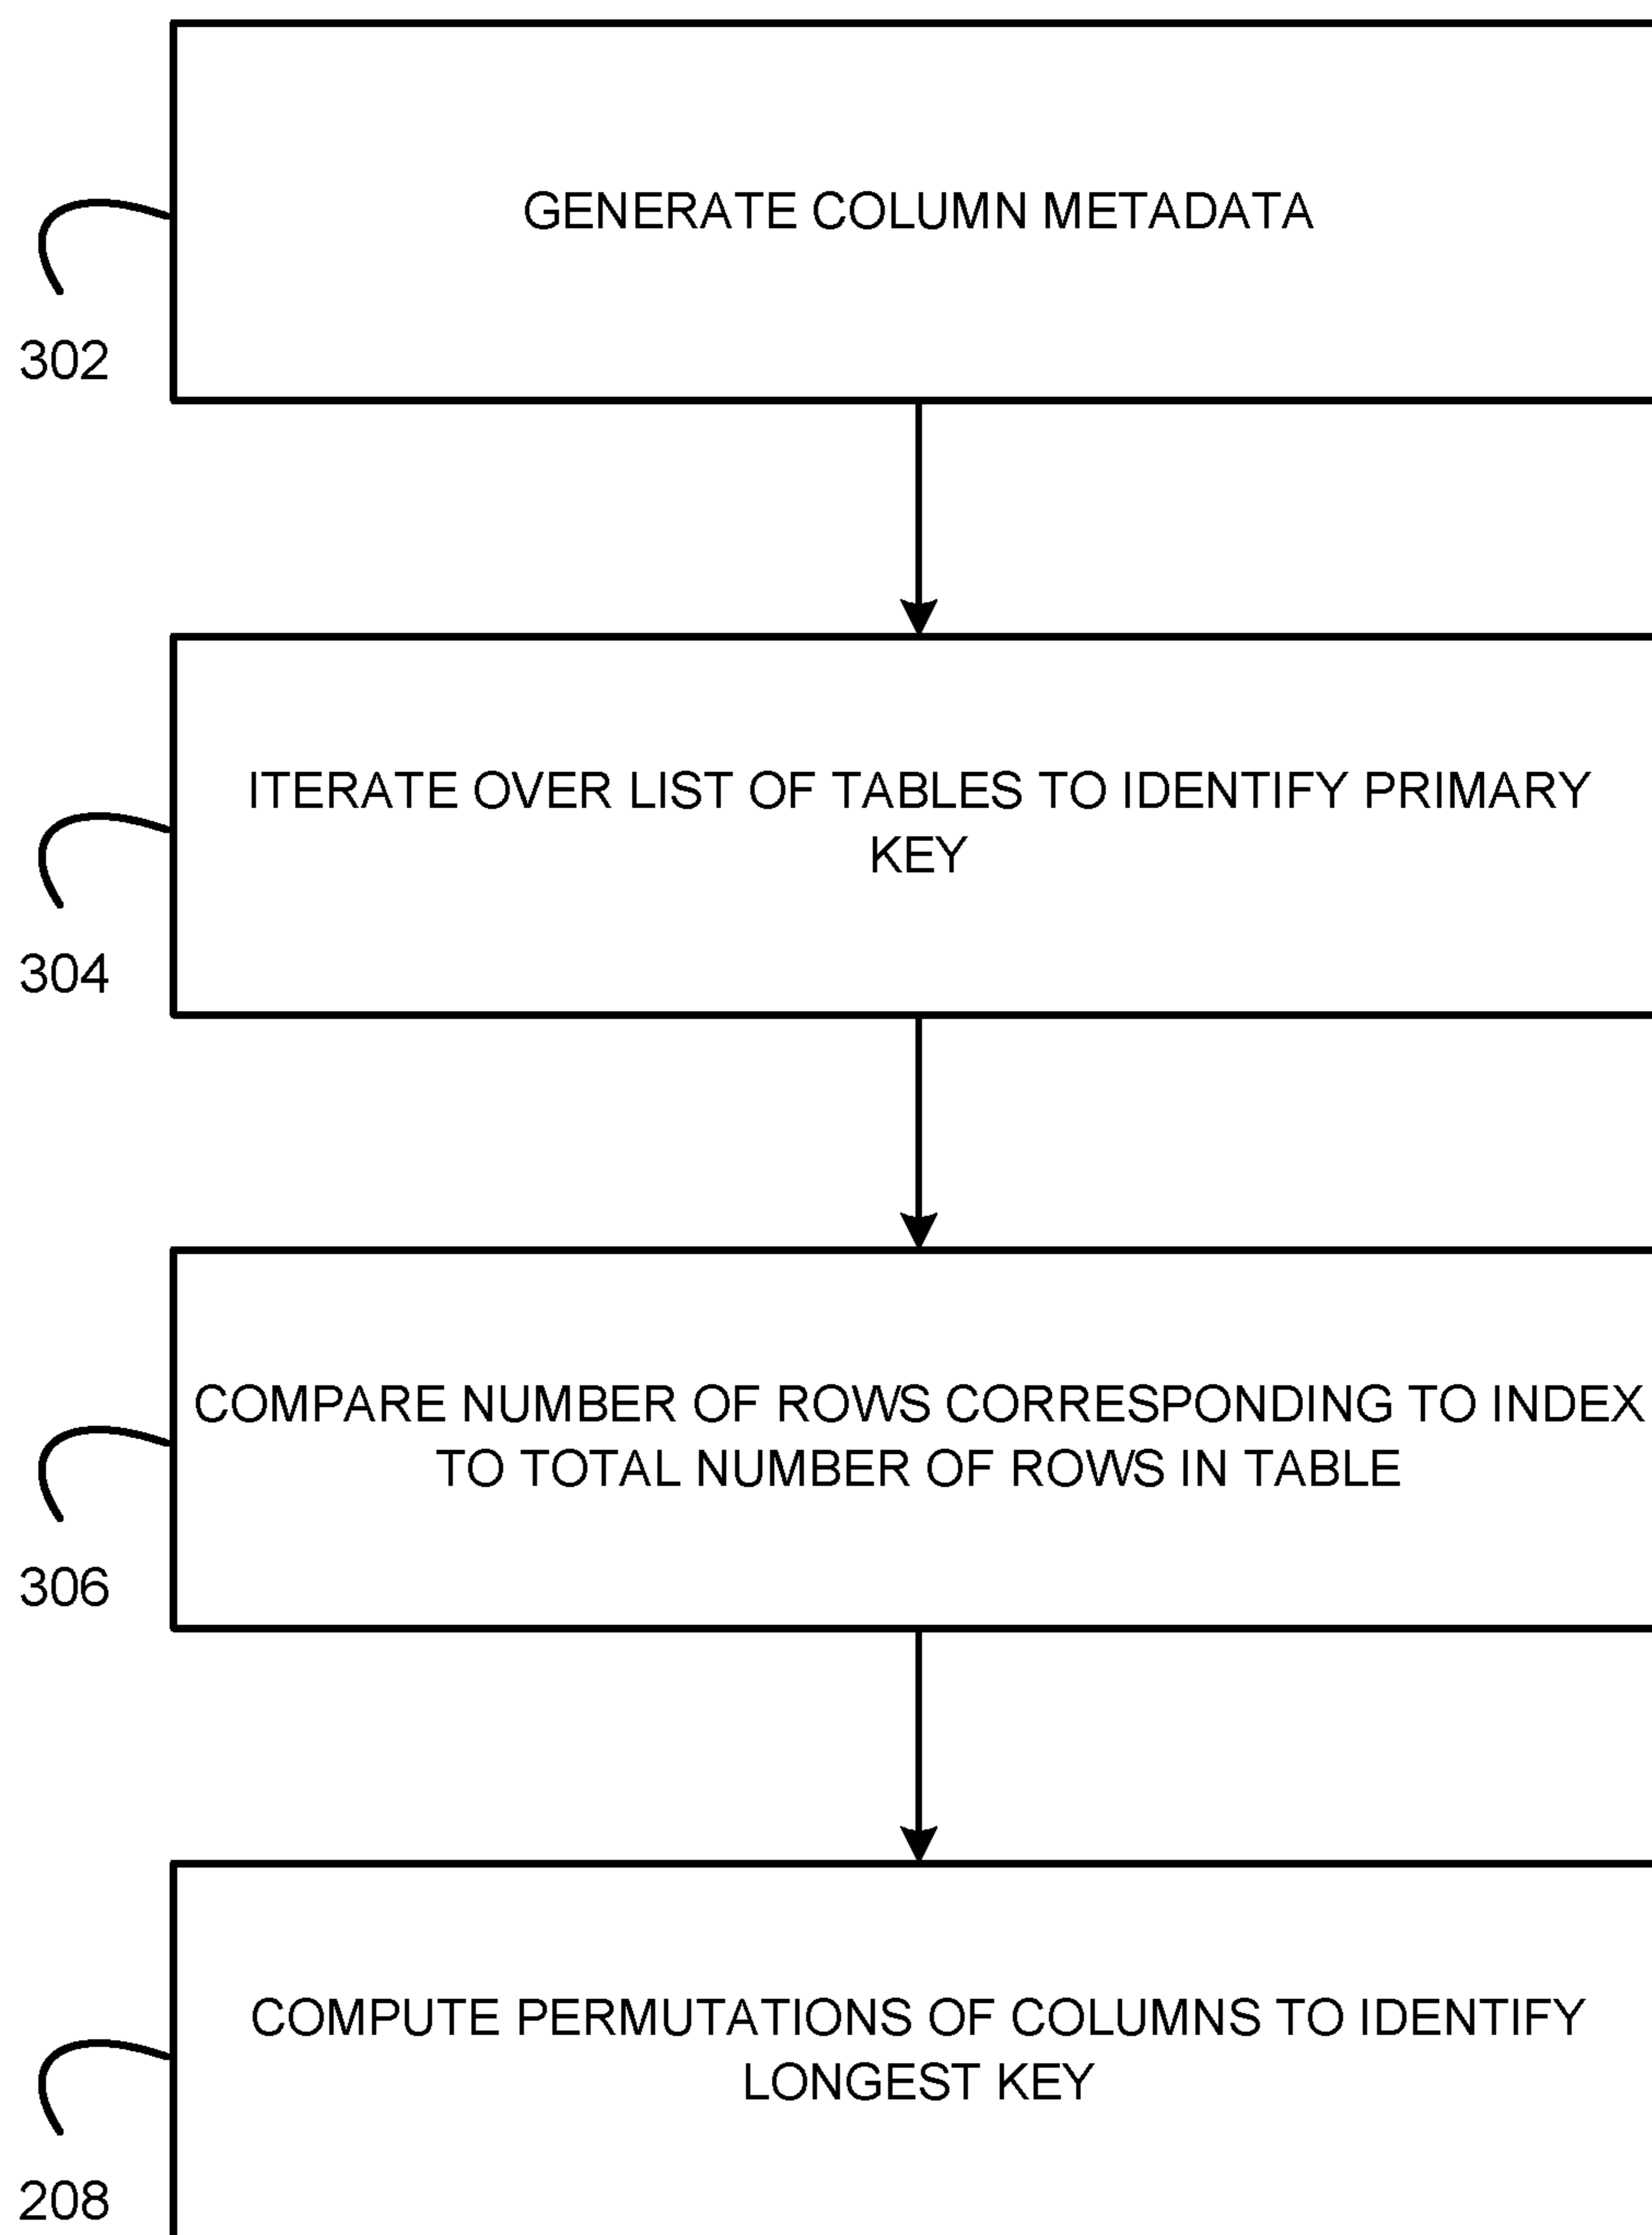 GENERATE COLUMN METADATA
302
ITERATE OVER LIST OF TABLES TO IDENTIFY PRIMARY
KEY
304
COMPARE NUMBER OF ROWS CORRESPONDING TO INDEX
TO TOTAL NUMBER OF ROWS IN TABLE
306
COMPUTE PERMUTATIONS OF COLUMNS TO IDENTIFY
LONGEST KEY
208